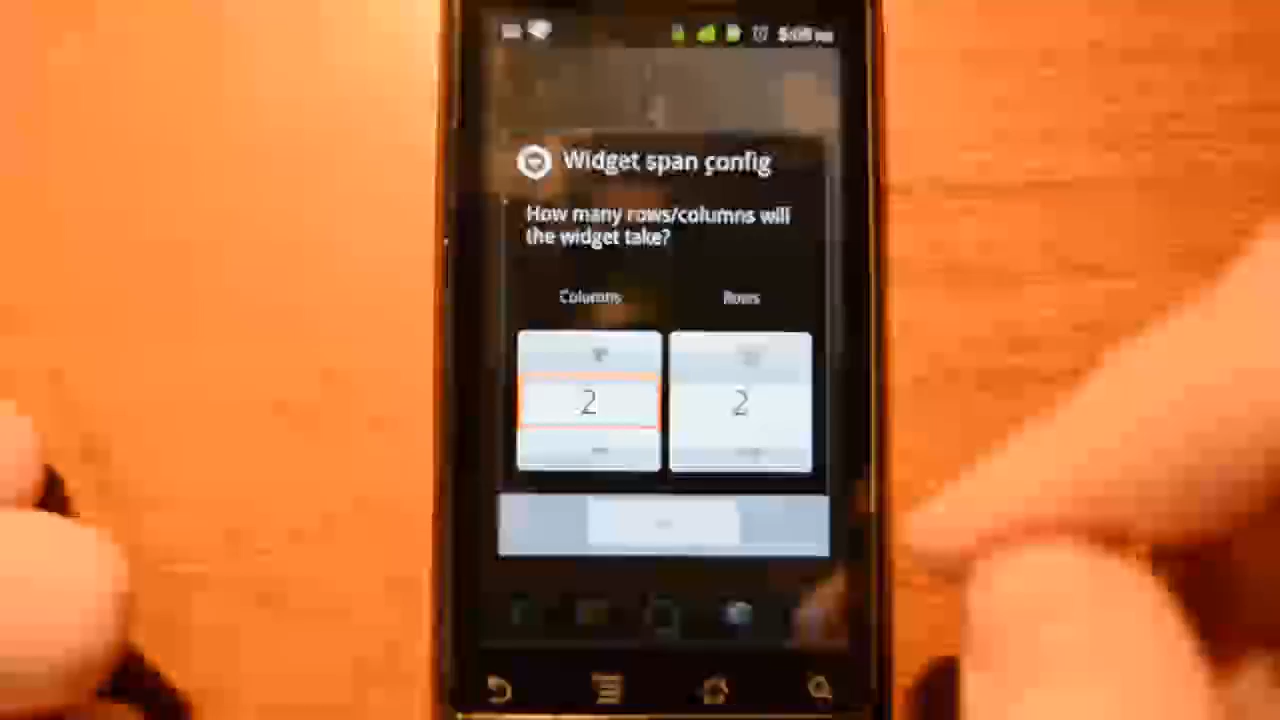 Widget span config
How many rows/columns will
the widget take?
Columns Rows
2 2